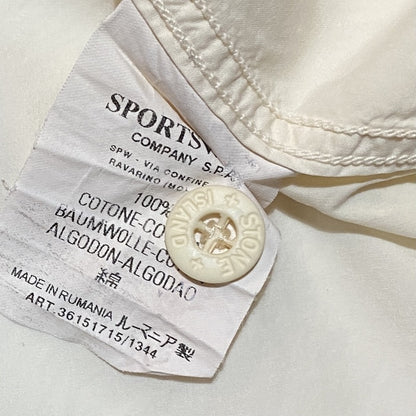 SPORTSW
COMPANY S.P.A.
SPW - VIA CONFINE
RAVARINO (MO
100%
COTONE-CO
BAUMWOLLE-CO
ALGODON-ALGODAO
綿
MADE IN RUMANIA ルーマニア製
ART. 36151715/1344
STONE
ISLAND